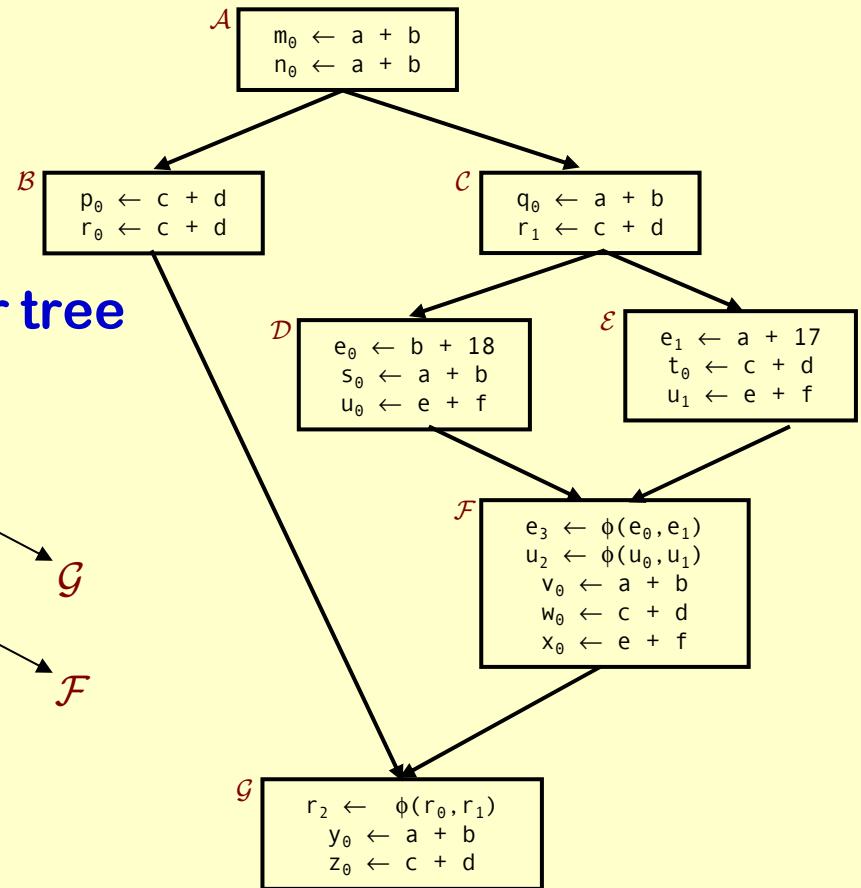 𝒜
m₀ ← a + b
n₀ ← a + b
ℬ
p₀ ← c + d
r₀ ← c + d
𝒞
q₀ ← a + b
r₁ ← c + d
r tree
𝒟
e₀ ← b + 18
s₀ ← a + b
u₀ ← e + f
ℰ
e₁ ← a + 17
t₀ ← c + d
u₁ ← e + f
ℱ
e₃ ← ϕ(e₀,e₁)
u₂ ← ϕ(u₀,u₁)
v₀ ← a + b
w₀ ← c + d
x₀ ← e + f
𝒢
ℱ
𝒢
r₂ ← ϕ(r₀,r₁)
y₀ ← a + b
z₀ ← c + d